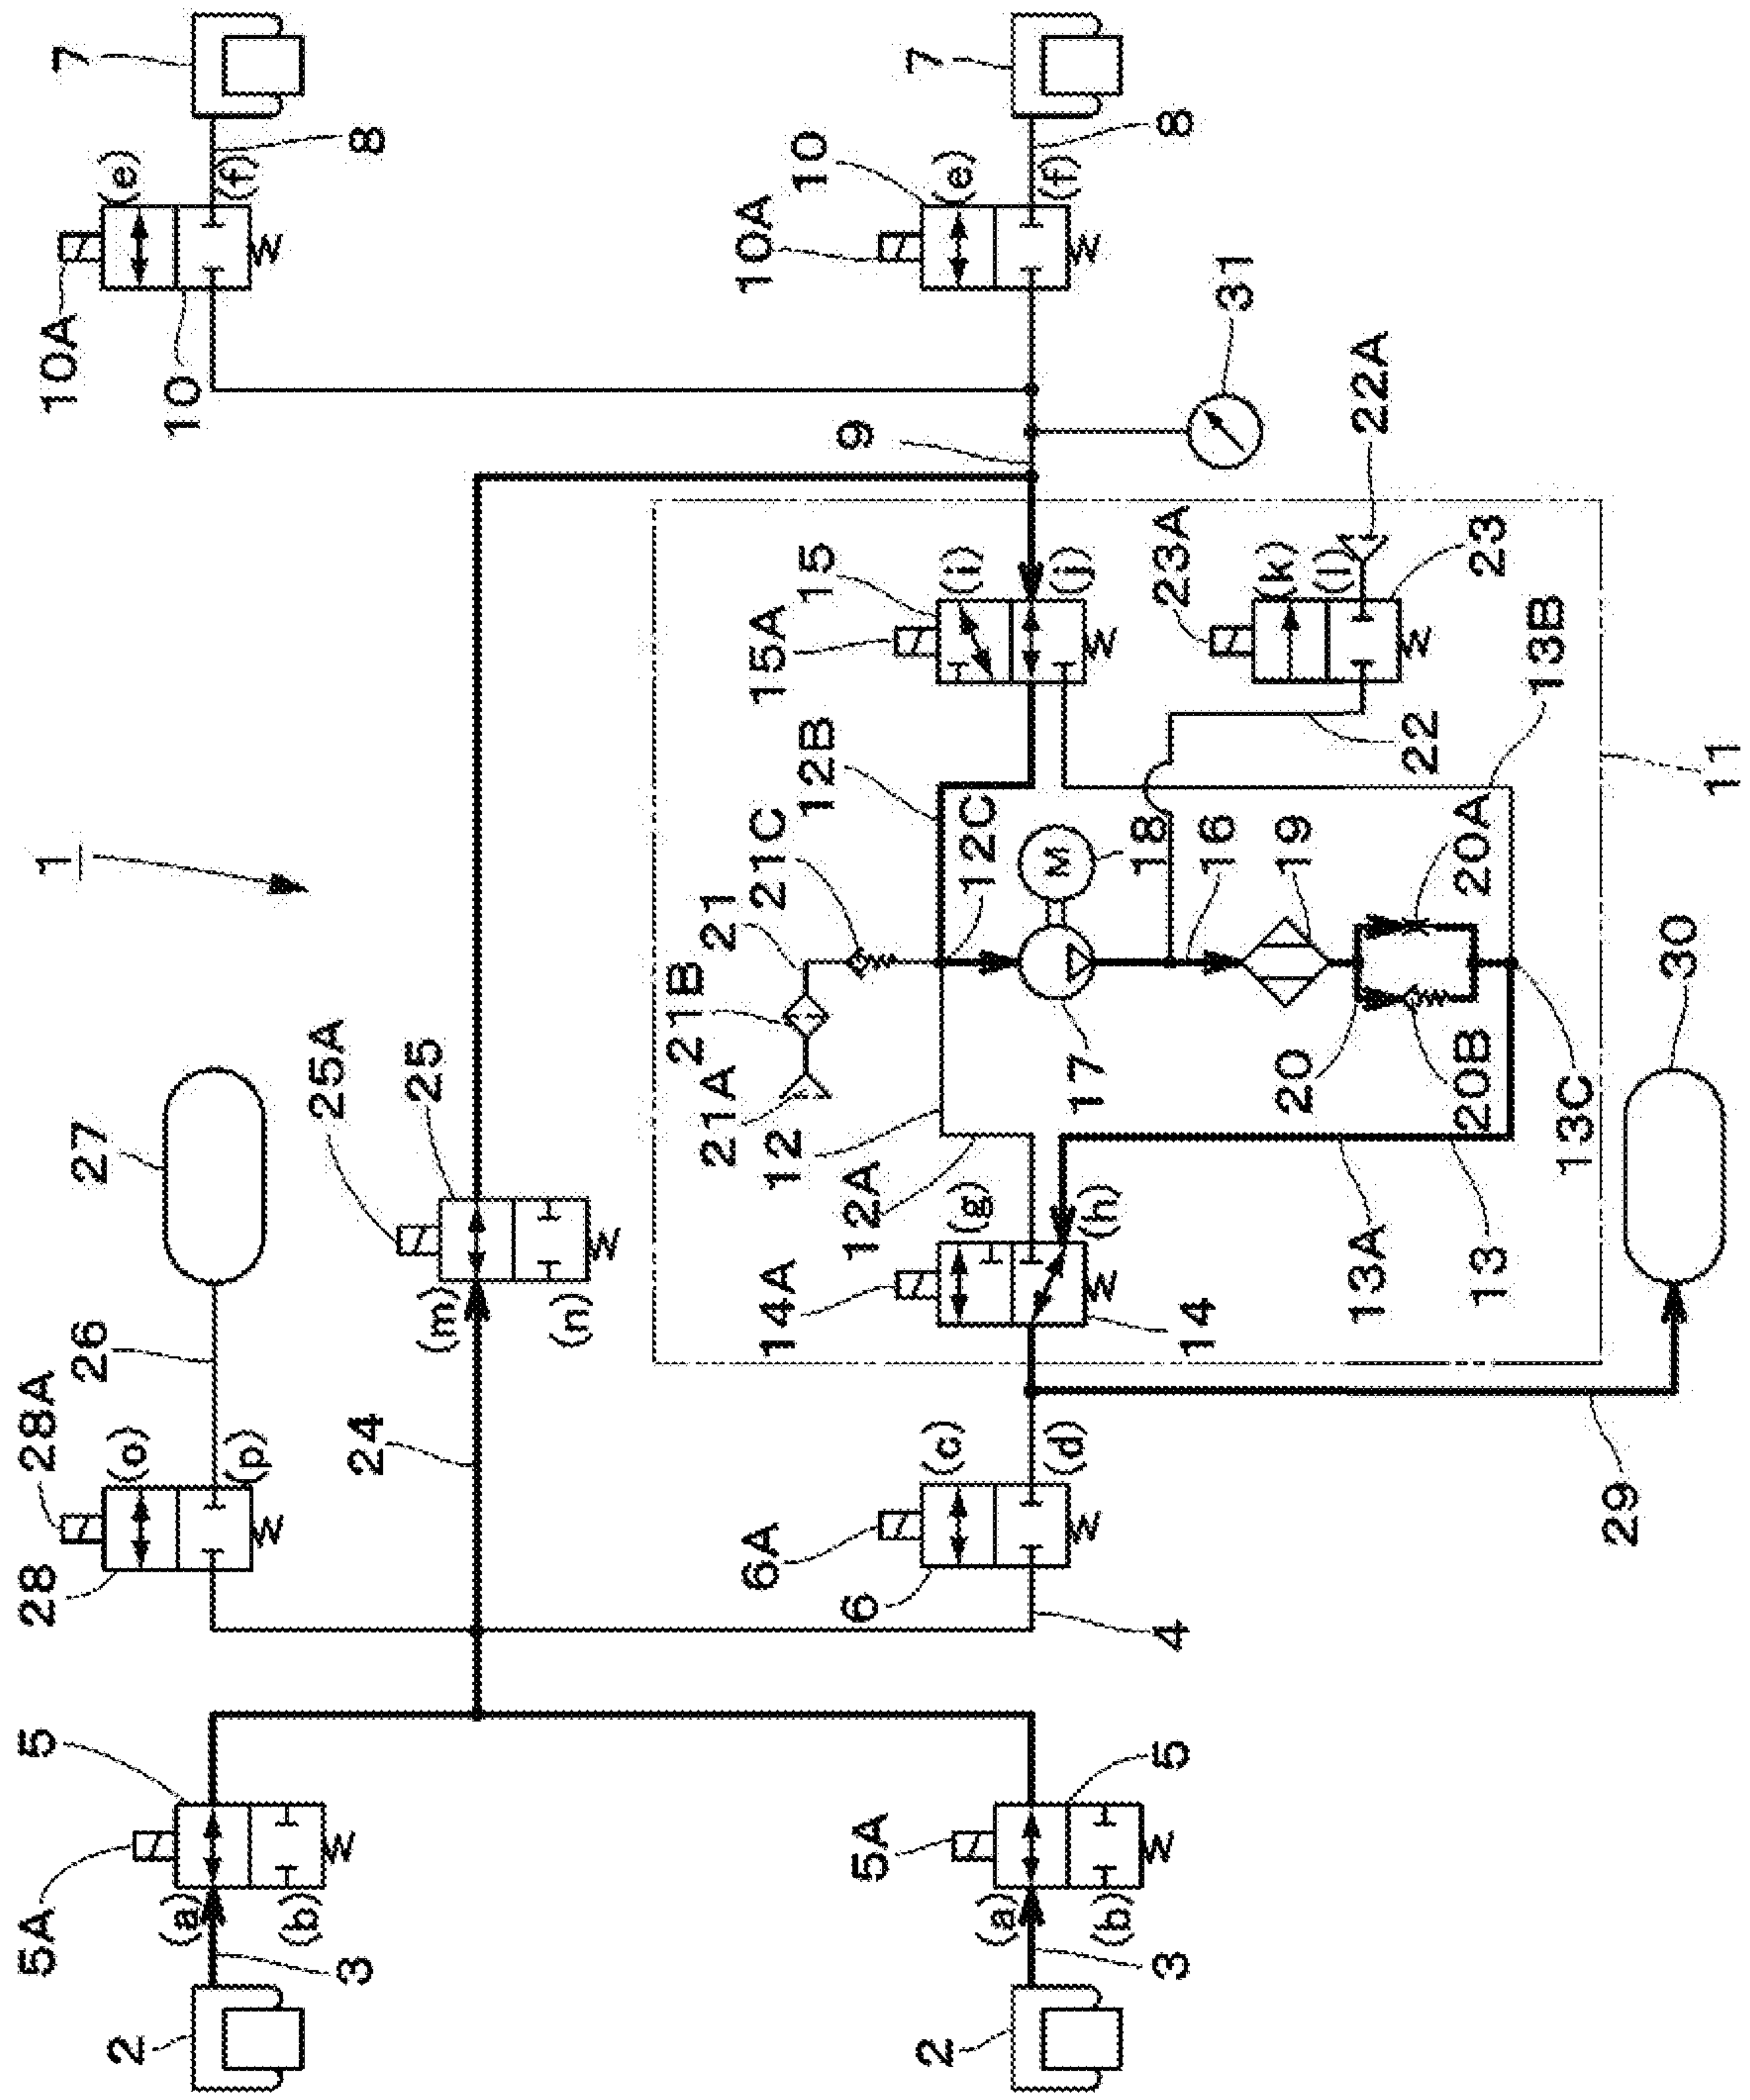 5A
5
28
28A
1
10A
27
26
7
2
(o)
(e)
(a)
10
(p)
(f)
(b)
25A
3
24
8
(m)
25
(n)
21B
21
21A
6A
14A
21C
15A
10A
12
12B
15
10
5A
6
12A
9
2
7
(c)
(g)
12C
(i)
(e)
(a)
(d)
(h)
17
M
(j)
(f)
(b)
3
5
4
14
18
23A
8
16
31
20
19
(k)
(l)
13A
22A
22
13
20B
20A
23
13C
13B
29
30
11